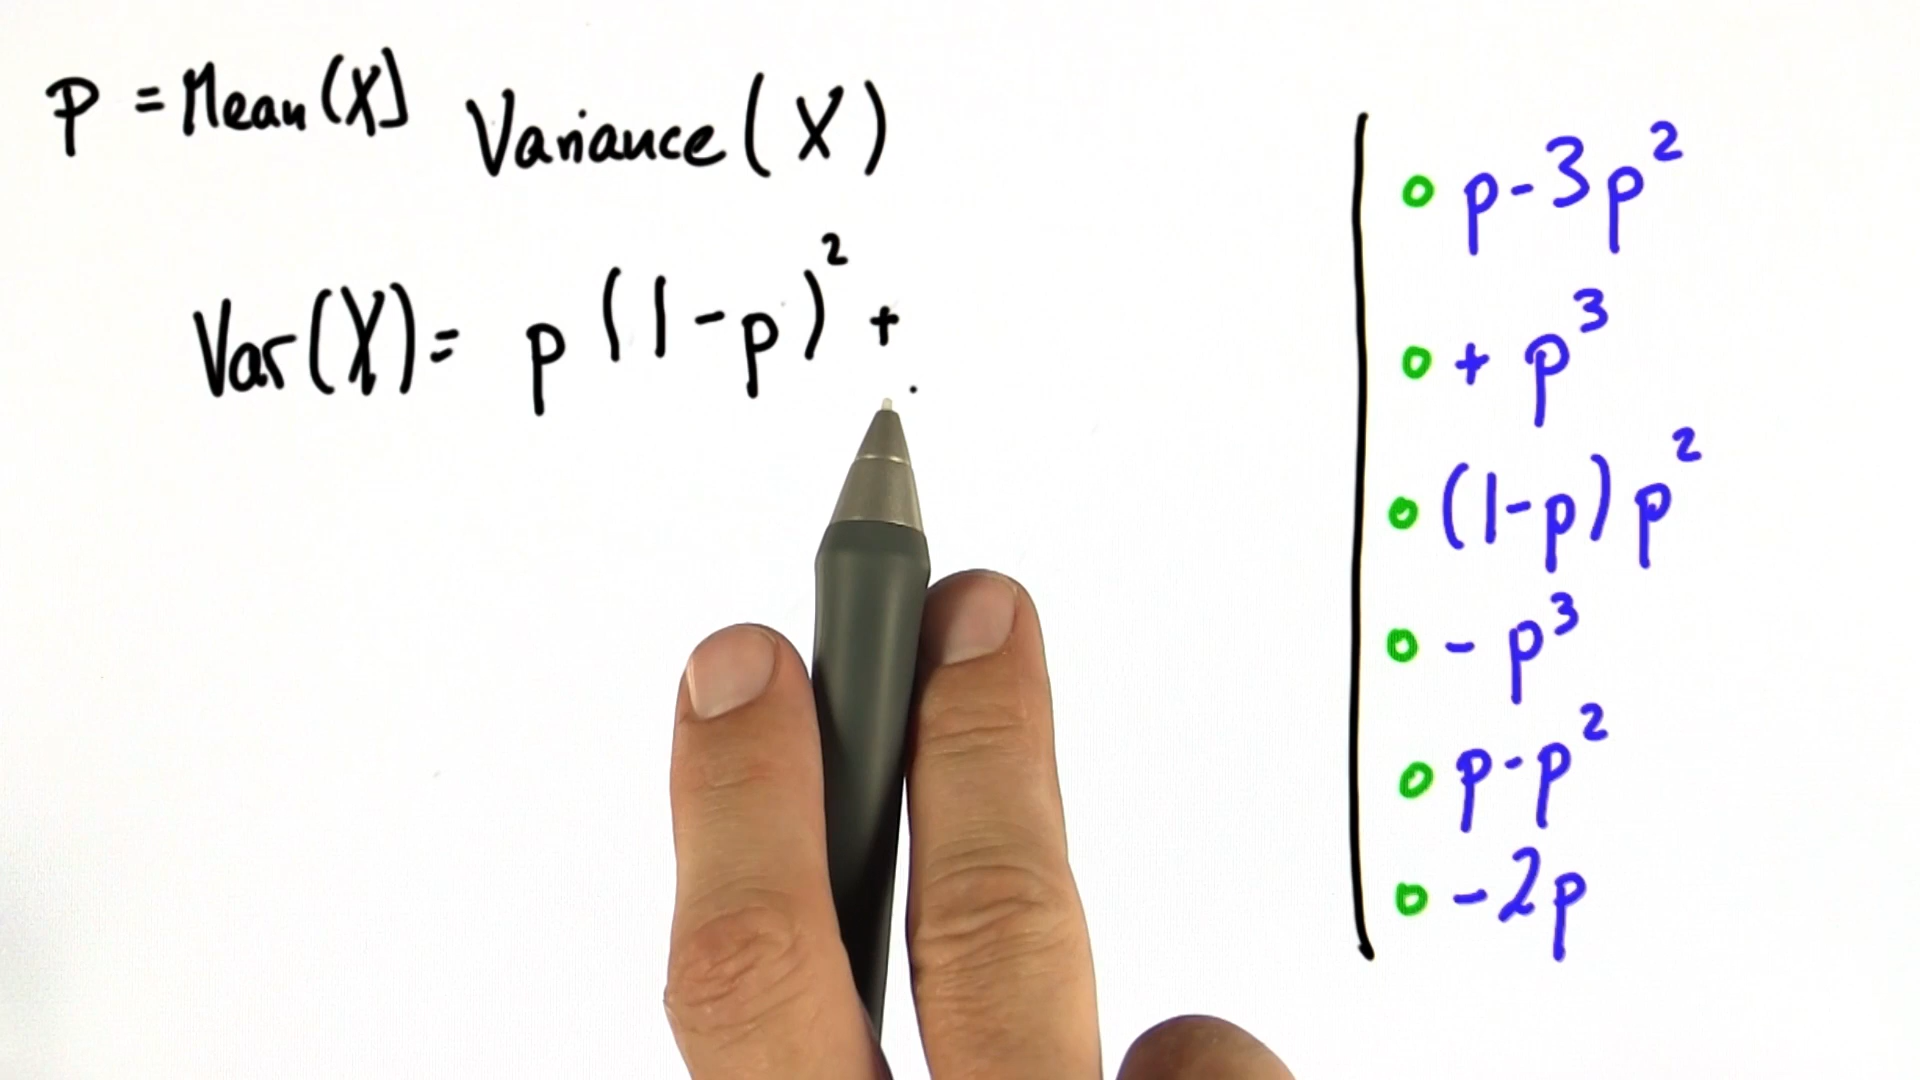 p = Mean(X) Variance(X)
Var(X) = p(1-p)² +
o p-3p²
o + p³
o (1-p)p²
o - p³
o p-p²
o -2p